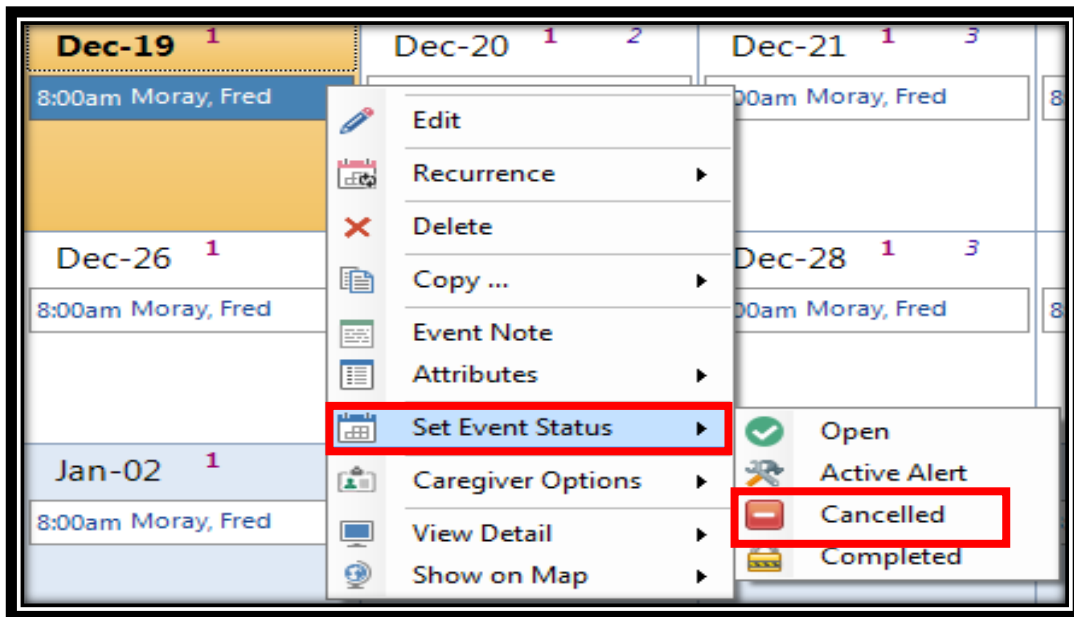 Dec-19 1 Dec-20 1 2 Dec-21 1 3
8:00am Moray, Fred 00am Moray, Fred 8
Edit
Recurrence
Delete
Dec-26 1 Dec-28 1 3
Copy ...
8:00am Moray, Fred 00am Moray, Fred 8
Event Note
Attributes
Set Event Status Open
Jan-02 1 Active Alert
Caregiver Options Cancelled
8:00am Moray, Fred
View Detail Completed
Show on Map